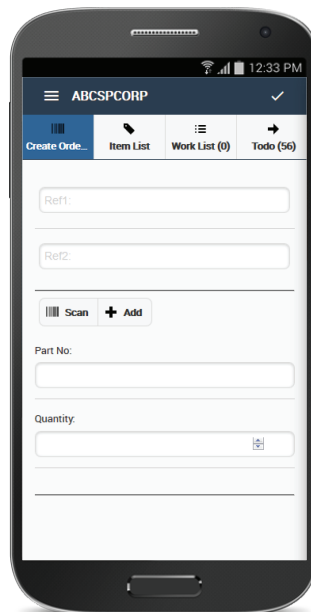 12:33 PM
ABCSPCORP
Create Orde...
Item List
Work List (0)
Todo (56)
Ref1:
Ref2:
Scan
Add
Part No:
Quantity: